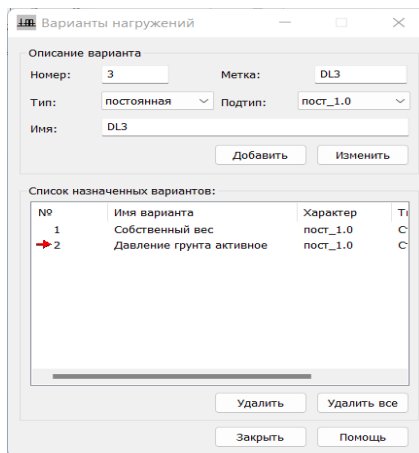 Варианты нагружений
Описание варианта
Номер: 3 Метка: DL3
Тип: постоянная Подтип: пост_1.0
Имя: DL3
Добавить Изменить
Список назначенных вариантов:
№ Имя варианта Характер
1 Собственный вес пост_1.0
2 Давление грунта активное пост_1.0
Удалить Удалить все
Закрыть Помощь